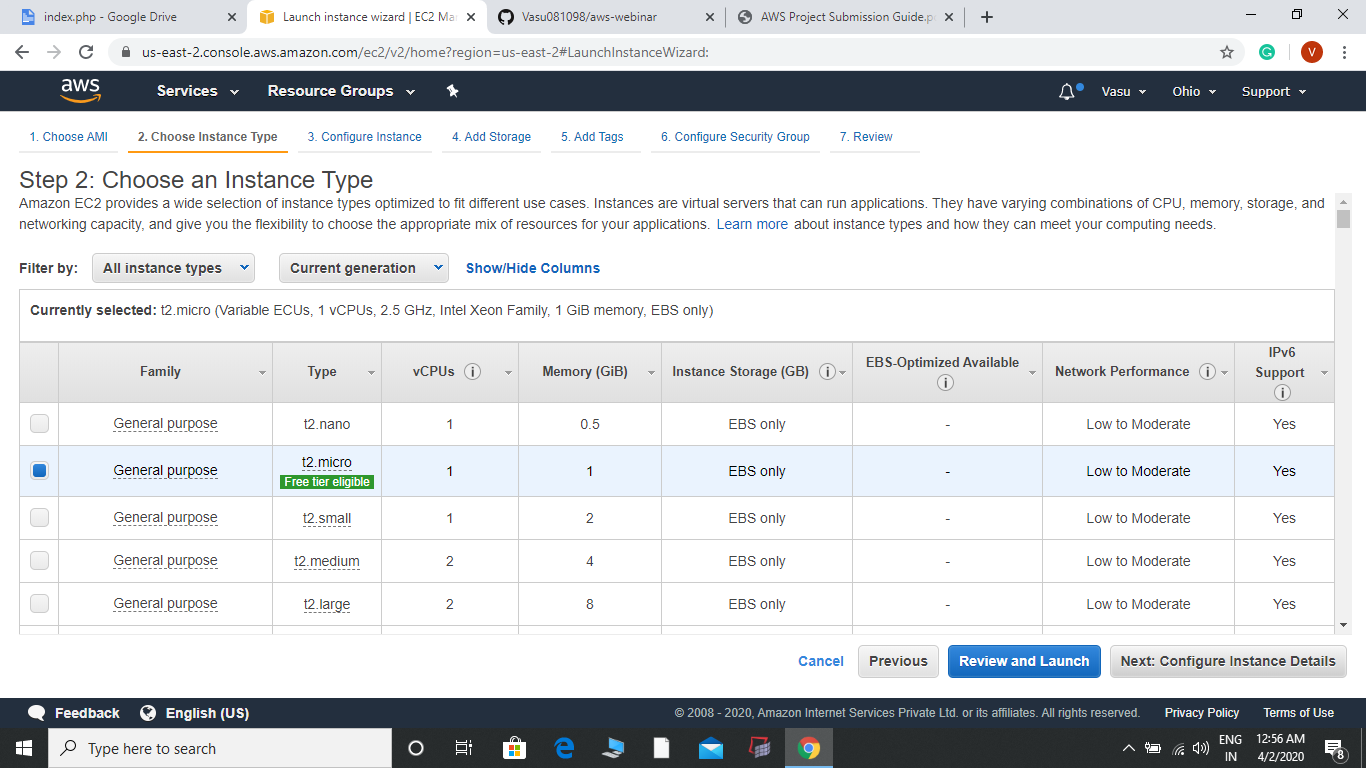 index.php - Google Drive
Launch instance wizard | EC2 Ma
Vasu081098/aws-webinar
AWS Project Submission Guide.p
us-east-2.console.aws.amazon.com/ec2/v2/home?region=us-east-2#LaunchInstanceWizard:
V
aws
Services
Resource Groups
Vasu
Ohio
Support
1. Choose AMI
2. Choose Instance Type
3. Configure Instance
4. Add Storage
5. Add Tags
6. Configure Security Group
7. Review
Step 2: Choose an Instance Type
Amazon EC2 provides a wide selection of instance types optimized to fit different use cases. Instances are virtual servers that can run applications. They have varying combinations of CPU, memory, storage, and
networking capacity, and give you the flexibility to choose the appropriate mix of resources for your applications. Learn more about instance types and how they can meet your computing needs.
Filter by: All instance types Current generation Show/Hide Columns
Currently selected: t2.micro (Variable ECUs, 1 vCPUs, 2.5 GHz, Intel Xeon Family, 1 GiB memory, EBS only)
Family Type vCPUs i Memory (GiB) Instance Storage (GB) i EBS-Optimized Available i Network Performance i IPv6 Support i
General purpose t2.nano 1 0.5 EBS only - Low to Moderate Yes
General purpose t2.micro Free tier eligible 1 1 EBS only - Low to Moderate Yes
General purpose t2.small 1 2 EBS only - Low to Moderate Yes
General purpose t2.medium 2 4 EBS only - Low to Moderate Yes
General purpose t2.large 2 8 EBS only - Low to Moderate Yes
Cancel Previous Review and Launch Next: Configure Instance Details
Feedback English (US) © 2008 - 2020, Amazon Internet Services Private Ltd. or its affiliates. All rights reserved. Privacy Policy Terms of Use
Type here to search
ENG
IN
12:56 AM
4/2/2020
8